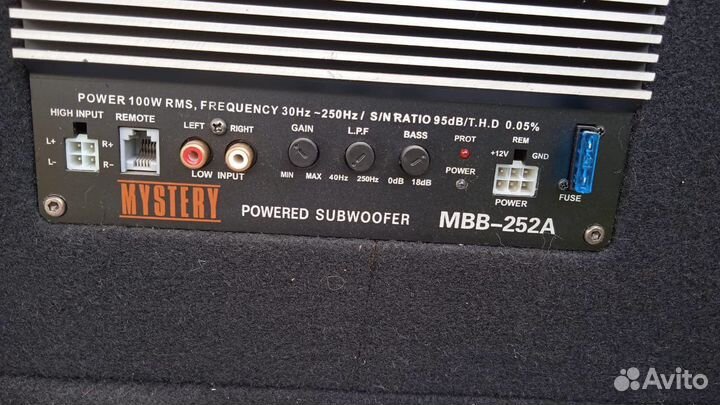 POWER 100W RMS, FREQUENCY 30Hz ~250Hz / S/N RATIO 95dB/T.H.D 0.05%
HIGH INPUT REMOTE LEFT RIGHT GAIN L.P.F BASS PROT REM
L+ R+ +12V GND
L- R- POWER
LOW INPUT MIN MAX 40Hz 250Hz 0dB 18dB POWER FUSE
MYSTERY POWERED SUBWOOFER MBB-252A
Avito